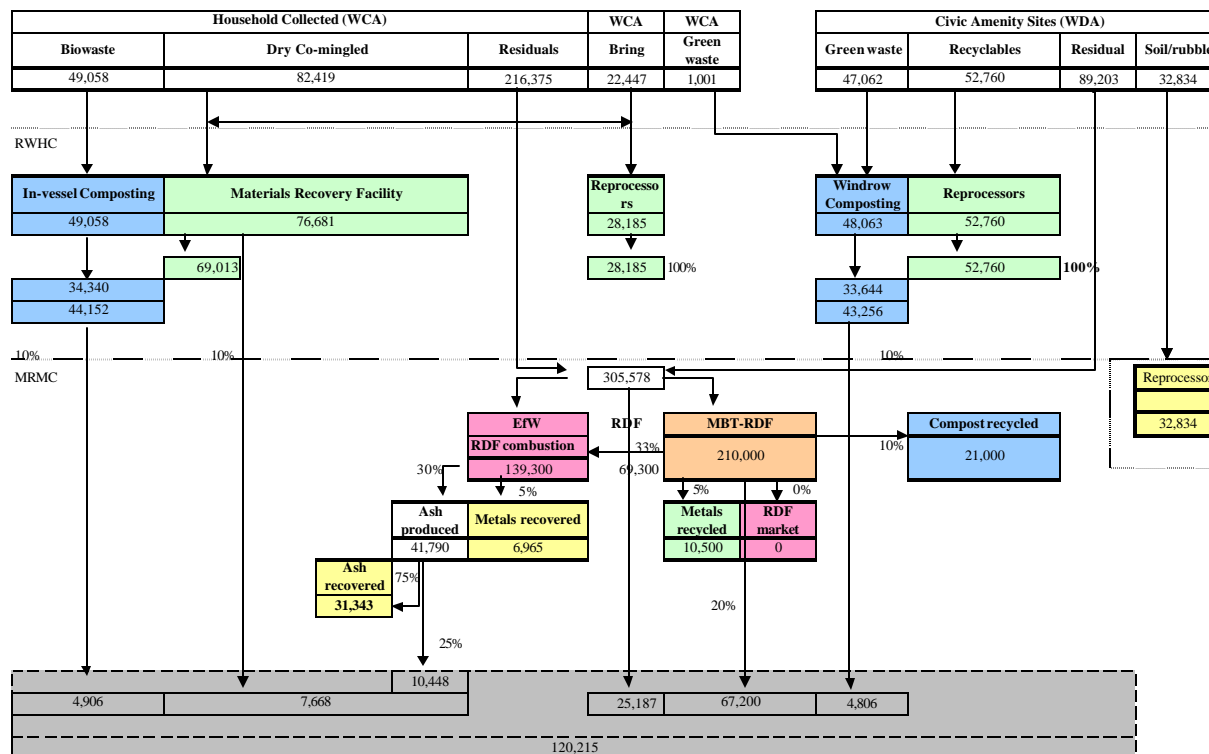 Household Collected (WCA) WCA WCA Civic Amenity Sites (WDA)
Biowaste Dry Co-mingled Residuals Bring Green waste Green waste Recyclables Residual Soil/rubble
49,058 82,419 216,375 22,447 1,001 47,062 52,760 89,203 32,834
RWHC
In-vessel Composting Materials Recovery Facility Reprocesso
rs
Windrow
Composting
Reprocessors
49,058 76,681 28,185 48,063 52,760
69,013 28,185 100% 52,760 100%
34,340 33,644
44,152 43,256
10% 10% 10%
MRMC
305,578
Reprocessor
32,834
EfW RDF MBT-RDF Compost recycled
RDF combustion 33% 10%
139,300 69,300 210,000 21,000
30% 5% 5% 0%
Ash
produced
Metals recovered
Metals
recycled
RDF
market
41,790 6,965 10,500 0
Ash
recovered
75%
31,343
20%
25%
10,448
4,906 7,668 25,187 67,200 4,806
120,215